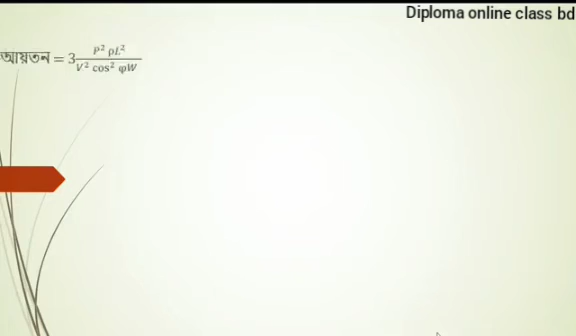 Diploma online class bd
আয়তন = 3 P² ρL² / V² cos² φW